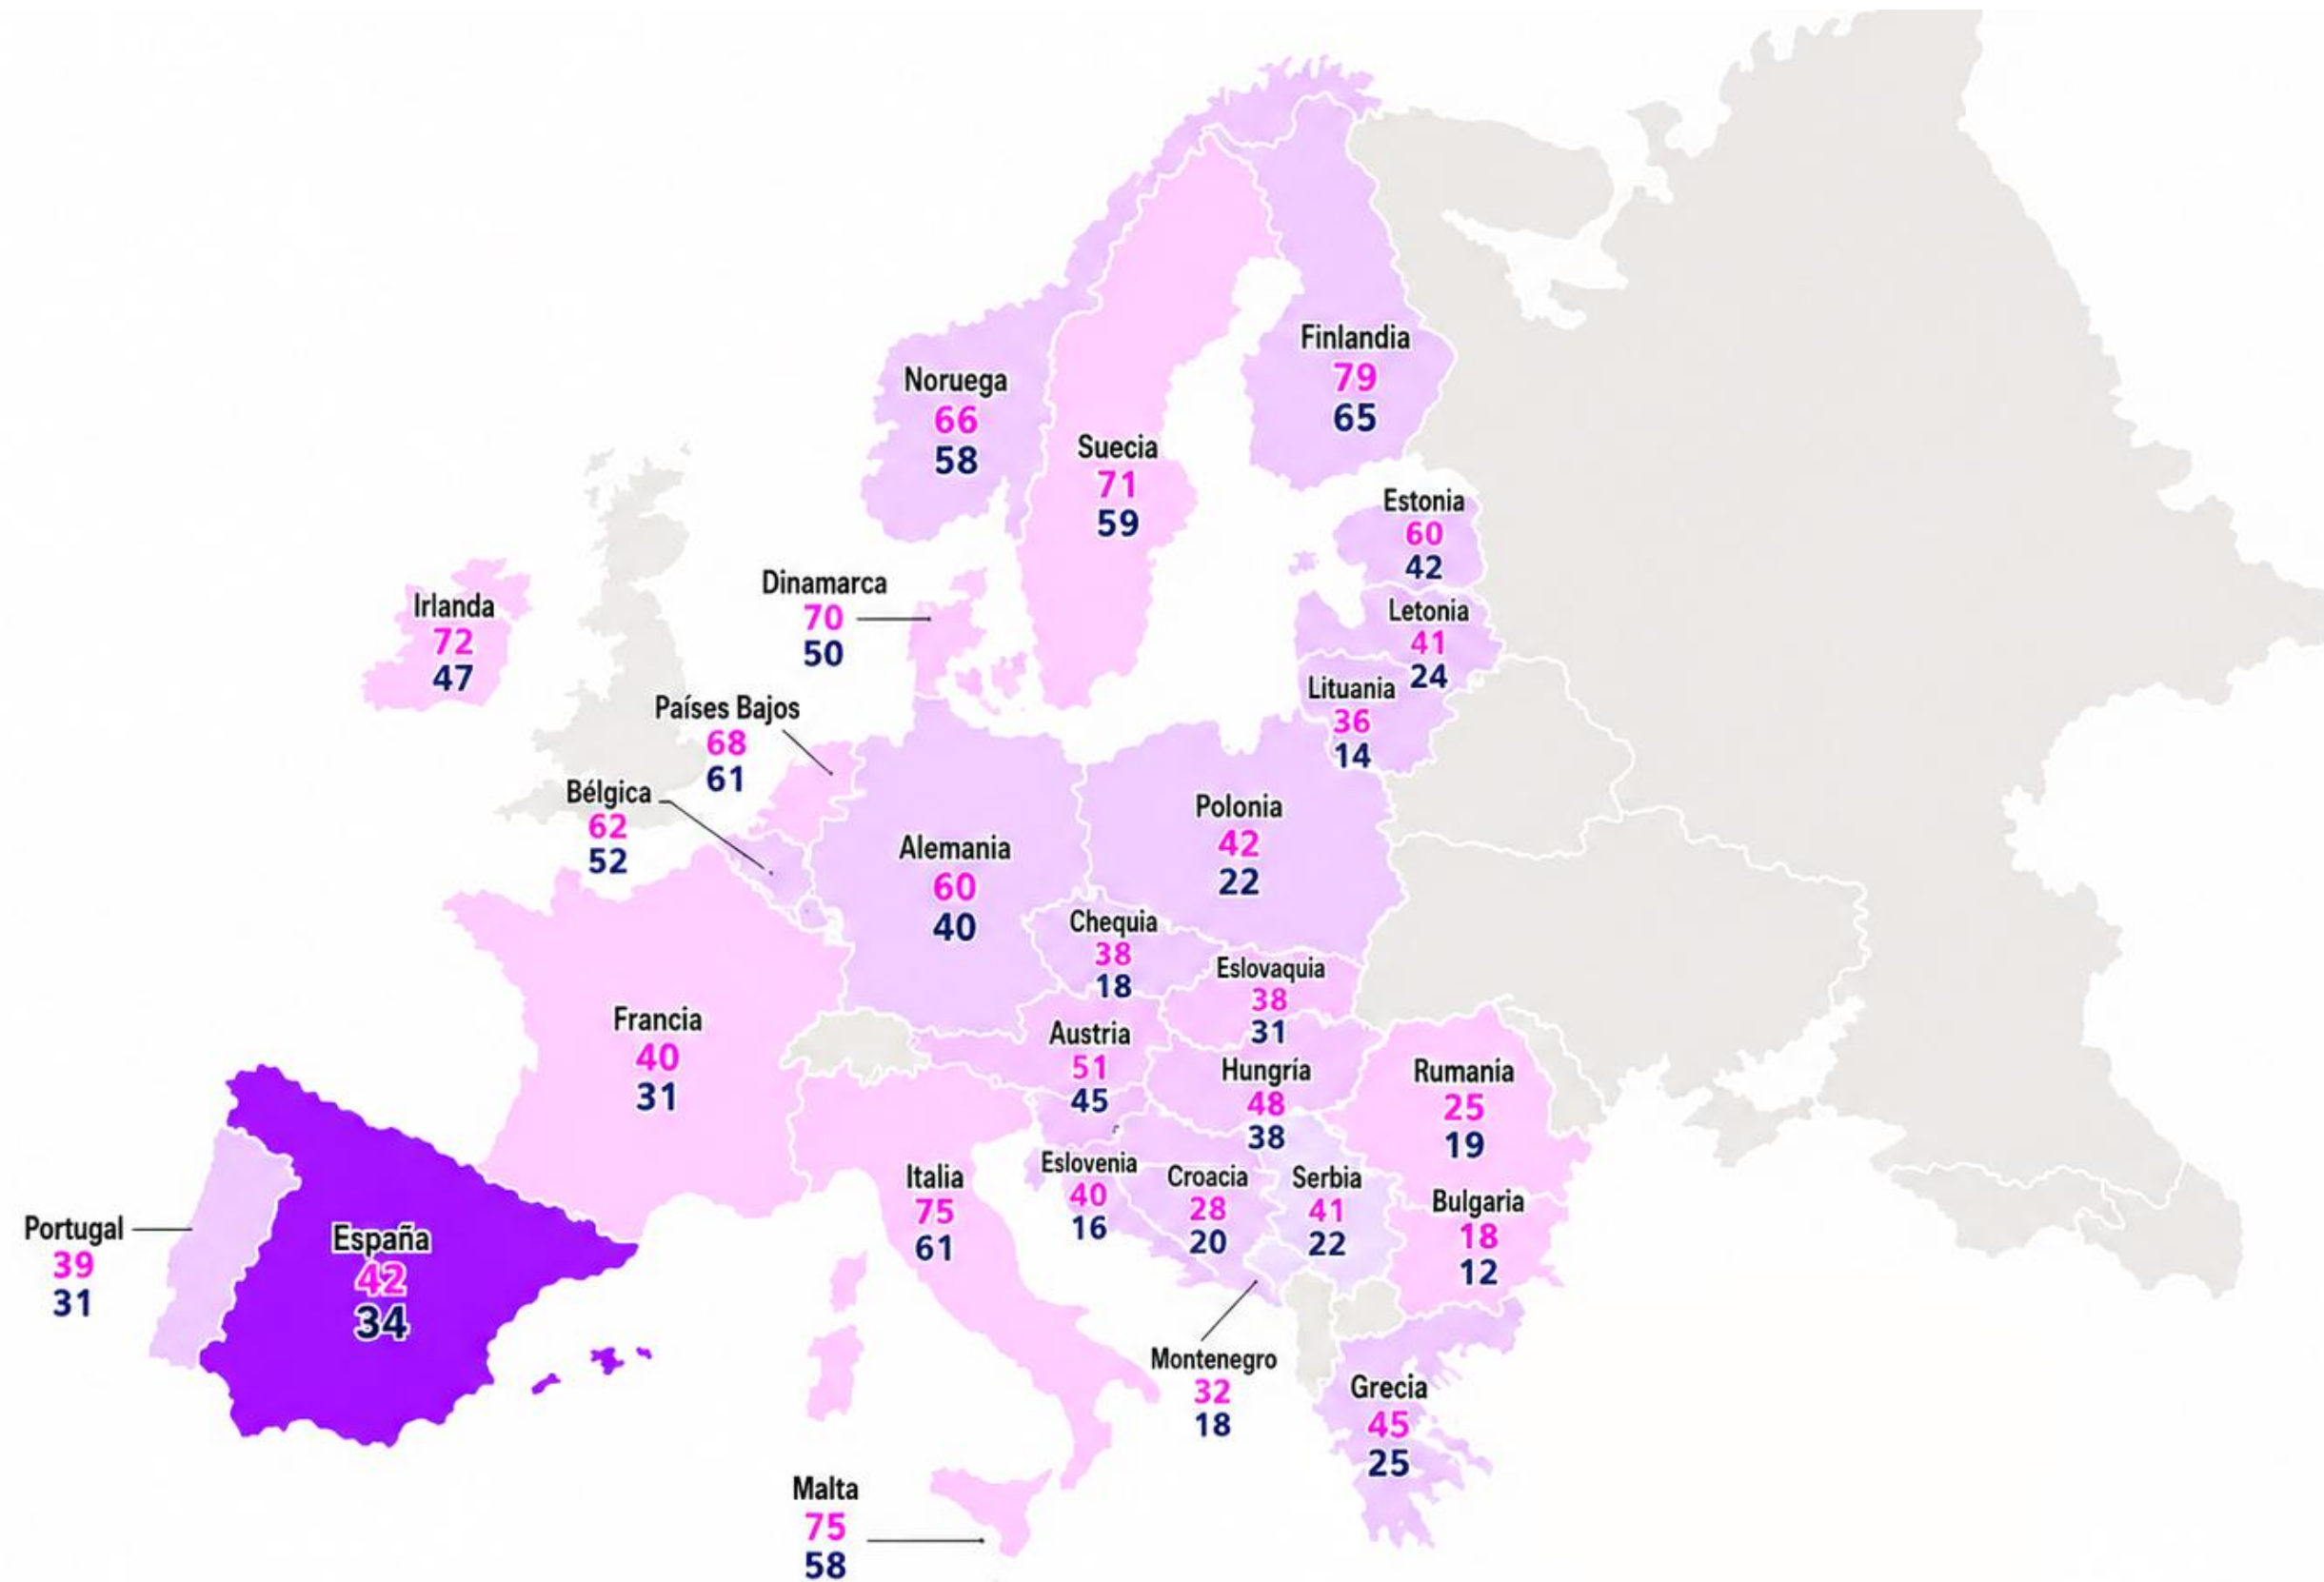 Finlandia
79
65
Noruega
66
58
Suecia
71
59
Estonia
60
42
Dinamarca
70
50
Irlanda
72
47
Letonia
41
24
Lituania
36
14
Países Bajos
68
61
Bélgica
62
52
Polonia
42
22
Alemania
60
40
Chequia
38
18
Eslovaquia
38
31
Francia
40
31
Austria
51
45
Hungría
48
38
Rumanía
25
19
Eslovenia
40
16
Croacia
28
20
Serbia
41
22
Italia
75
61
Bulgaria
18
12
Portugal
39
31
España
42
34
Montenegro
32
18
Grecia
45
25
Malta
75
58